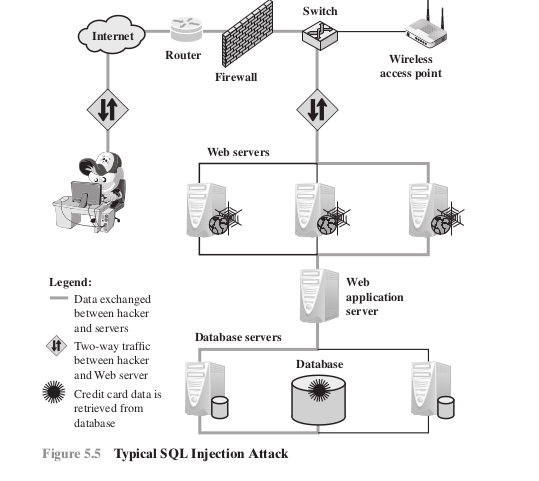 Switch
Internet
Router
Firewall
Wireless
access point
Web servers
Web
application
server
Legend:
Data exchanged
between hacker
and servers
Two-way traffic
between hacker
and Web server
Credit card data is
retrieved from
database
Database servers
Database
Figure 5.5 Typical SQL Injection Attack